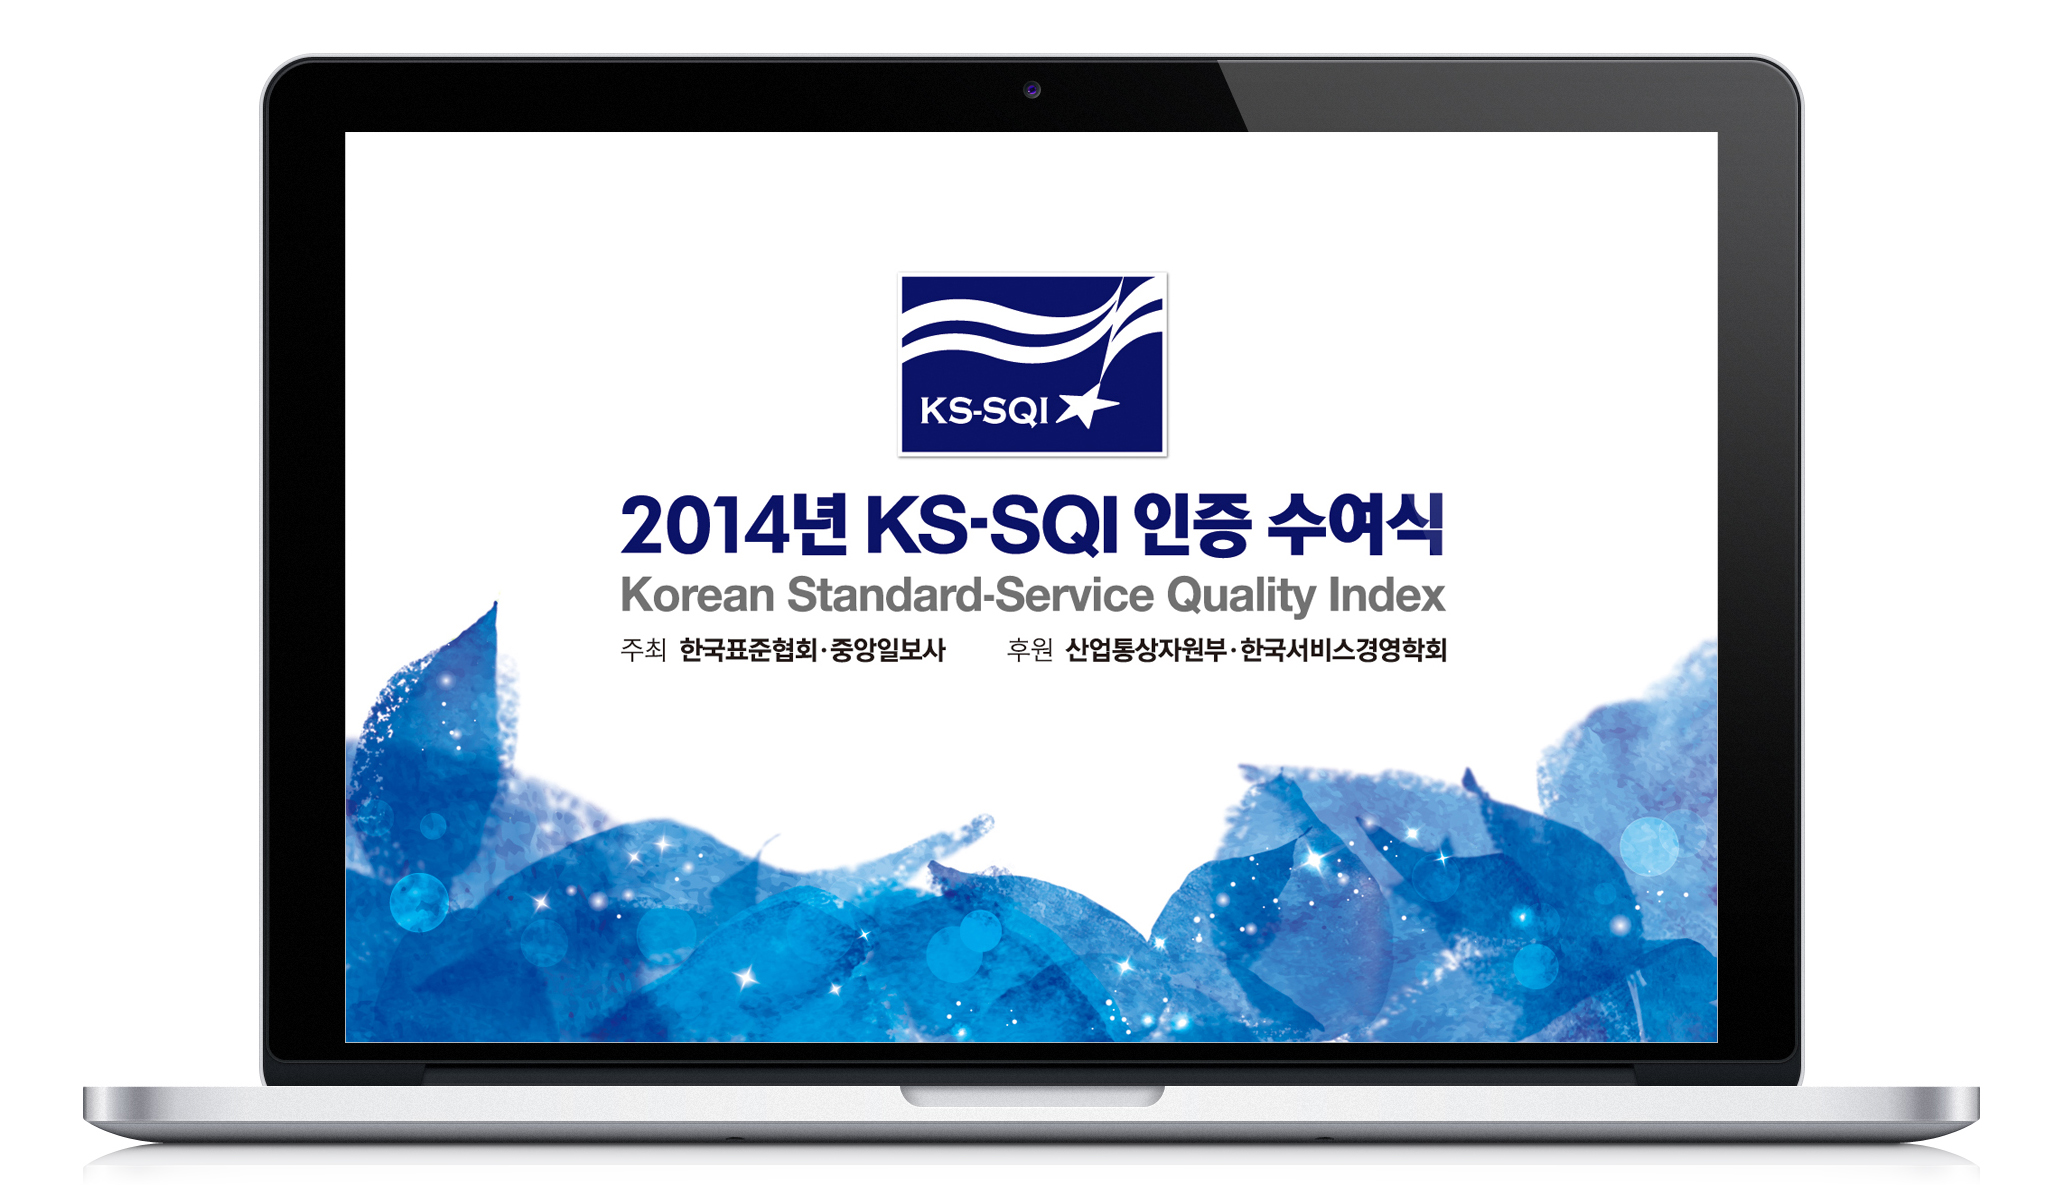 KS-SQI
2014년 KS-SQI 인증 수여식
Korean Standard-Service Quality Index
주최 한국표준협회·중앙일보사 후원 산업통상자원부·한국서비스경영학회